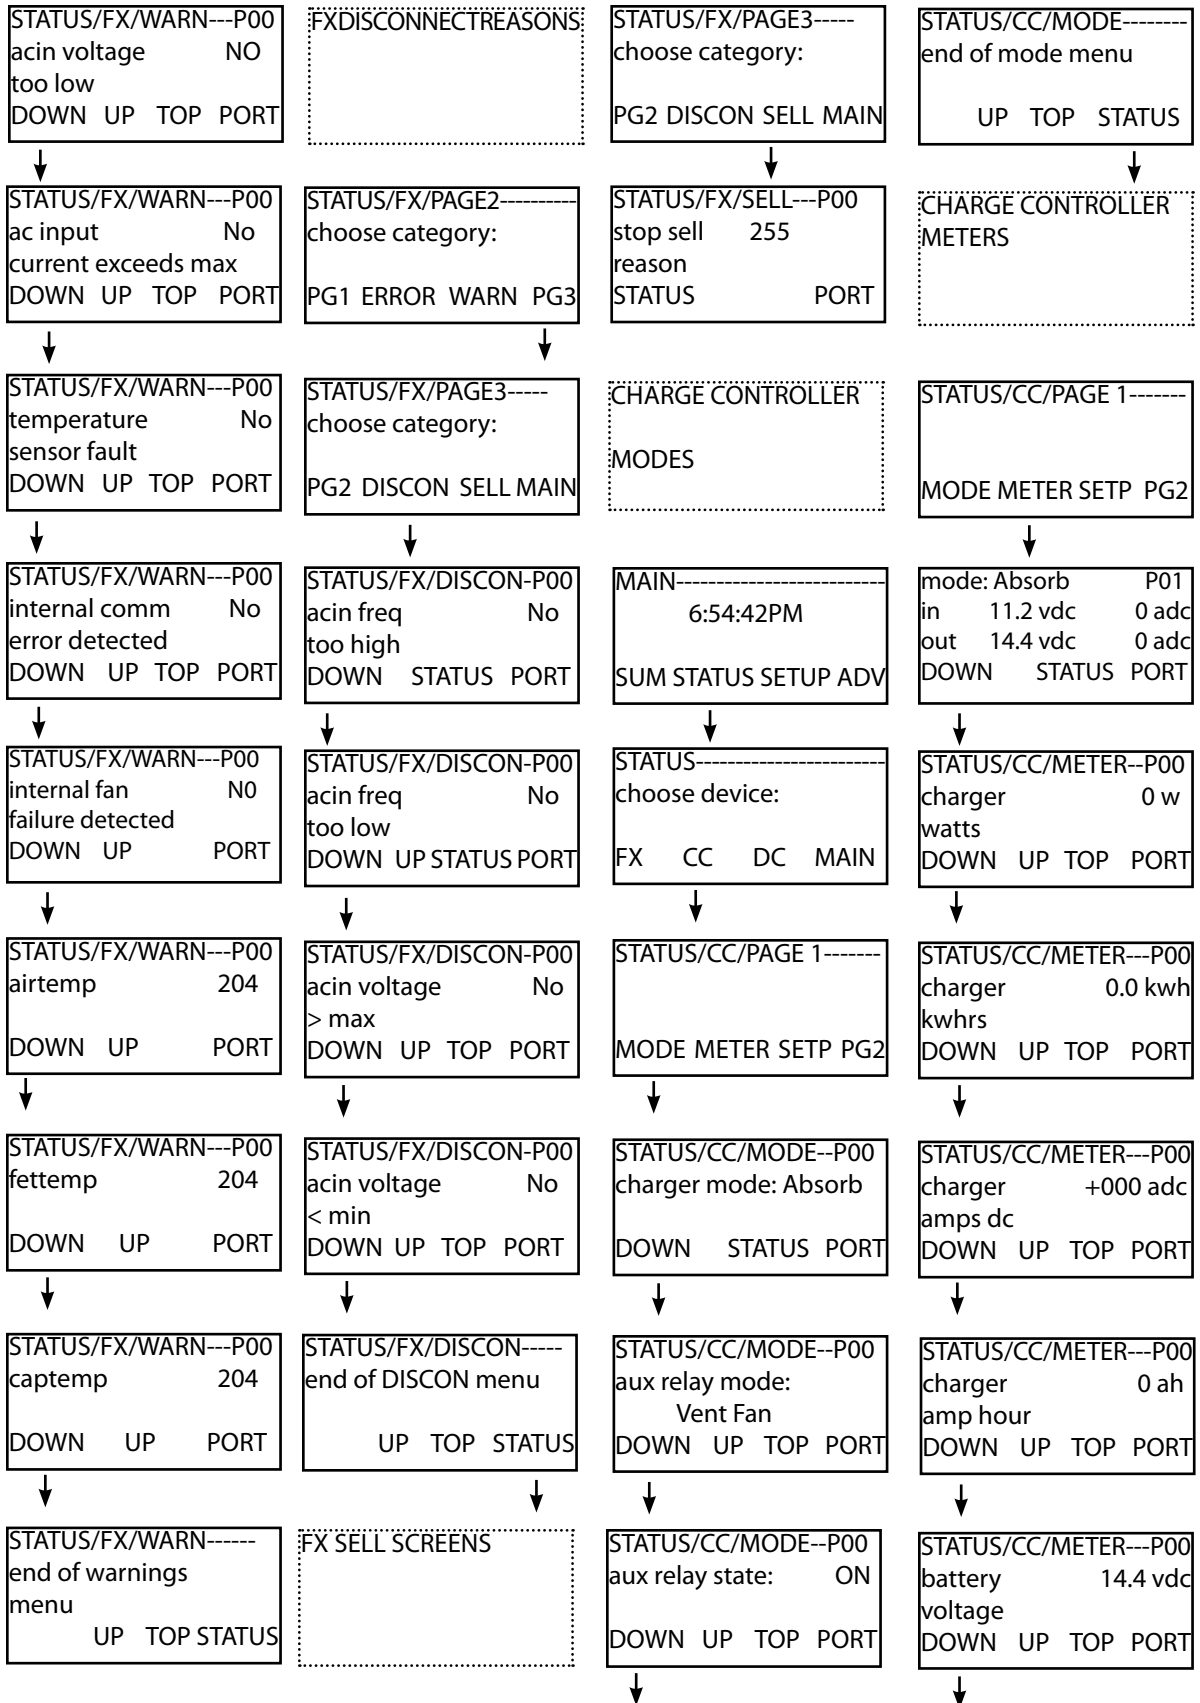 STATUS/FX/WARN---P00
acin voltage NO
too low
DOWN UP TOP PORT
STATUS/FX/WARN---P00
ac input No
current exceeds max
DOWN UP TOP PORT
STATUS/FX/WARN---P00
temperature No
sensor fault
DOWN UP TOP PORT
STATUS/FX/WARN---P00
internal comm No
error detected
DOWN UP TOP PORT
STATUS/FX/WARN---P00
internal fan N0
failure detected
DOWN UP PORT
STATUS/FX/WARN---P00
airtemp 204
DOWN UP PORT
STATUS/FX/WARN---P00
fettemp 204
DOWN UP PORT
STATUS/FX/WARN---P00
captemp 204
DOWN UP PORT
STATUS/FX/WARN------
end of warnings
menu
UP TOP STATUS
FXDISCONNECTREASONS
STATUS/FX/PAGE2----------
choose category:
PG1 ERROR WARN PG3
STATUS/FX/PAGE3-----
choose category:
PG2 DISCON SELL MAIN
STATUS/FX/DISCON-P00
acin freq No
too high
DOWN STATUS PORT
STATUS/FX/DISCON-P00
acin freq No
too low
DOWN UP STATUS PORT
STATUS/FX/DISCON-P00
acin voltage No
> max
DOWN UP TOP PORT
STATUS/FX/DISCON-P00
acin voltage No
< min
DOWN UP TOP PORT
STATUS/FX/DISCON-----
end of DISCON menu
UP TOP STATUS
FX SELL SCREENS
STATUS/FX/PAGE3-----
choose category:
PG2 DISCON SELL MAIN
STATUS/FX/SELL---P00
stop sell 255
reason
STATUS PORT
CHARGE CONTROLLER
MODES
MAIN--------------------------
6:54:42PM
SUM STATUS SETUP ADV
STATUS------------------------
choose device:
FX CC DC MAIN
STATUS/CC/PAGE 1-------
MODE METER SETP PG2
STATUS/CC/MODE--P00
charger mode: Absorb
DOWN STATUS PORT
STATUS/CC/MODE--P00
aux relay mode:
Vent Fan
DOWN UP TOP PORT
STATUS/CC/MODE--P00
aux relay state: ON
DOWN UP TOP PORT
STATUS/CC/MODE--------
end of mode menu
UP TOP STATUS
CHARGE CONTROLLER
METERS
STATUS/CC/PAGE 1-------
MODE METER SETP PG2
mode: Absorb P01
in 11.2 vdc 0 adc
out 14.4 vdc 0 adc
DOWN STATUS PORT
STATUS/CC/METER--P00
charger 0 w
watts
DOWN UP TOP PORT
STATUS/CC/METER---P00
charger 0.0 kwh
kwhrs
DOWN UP TOP PORT
STATUS/CC/METER---P00
charger +000 adc
amps dc
DOWN UP TOP PORT
STATUS/CC/METER---P00
charger 0 ah
amp hour
DOWN UP TOP PORT
STATUS/CC/METER---P00
battery 14.4 vdc
voltage
DOWN UP TOP PORT